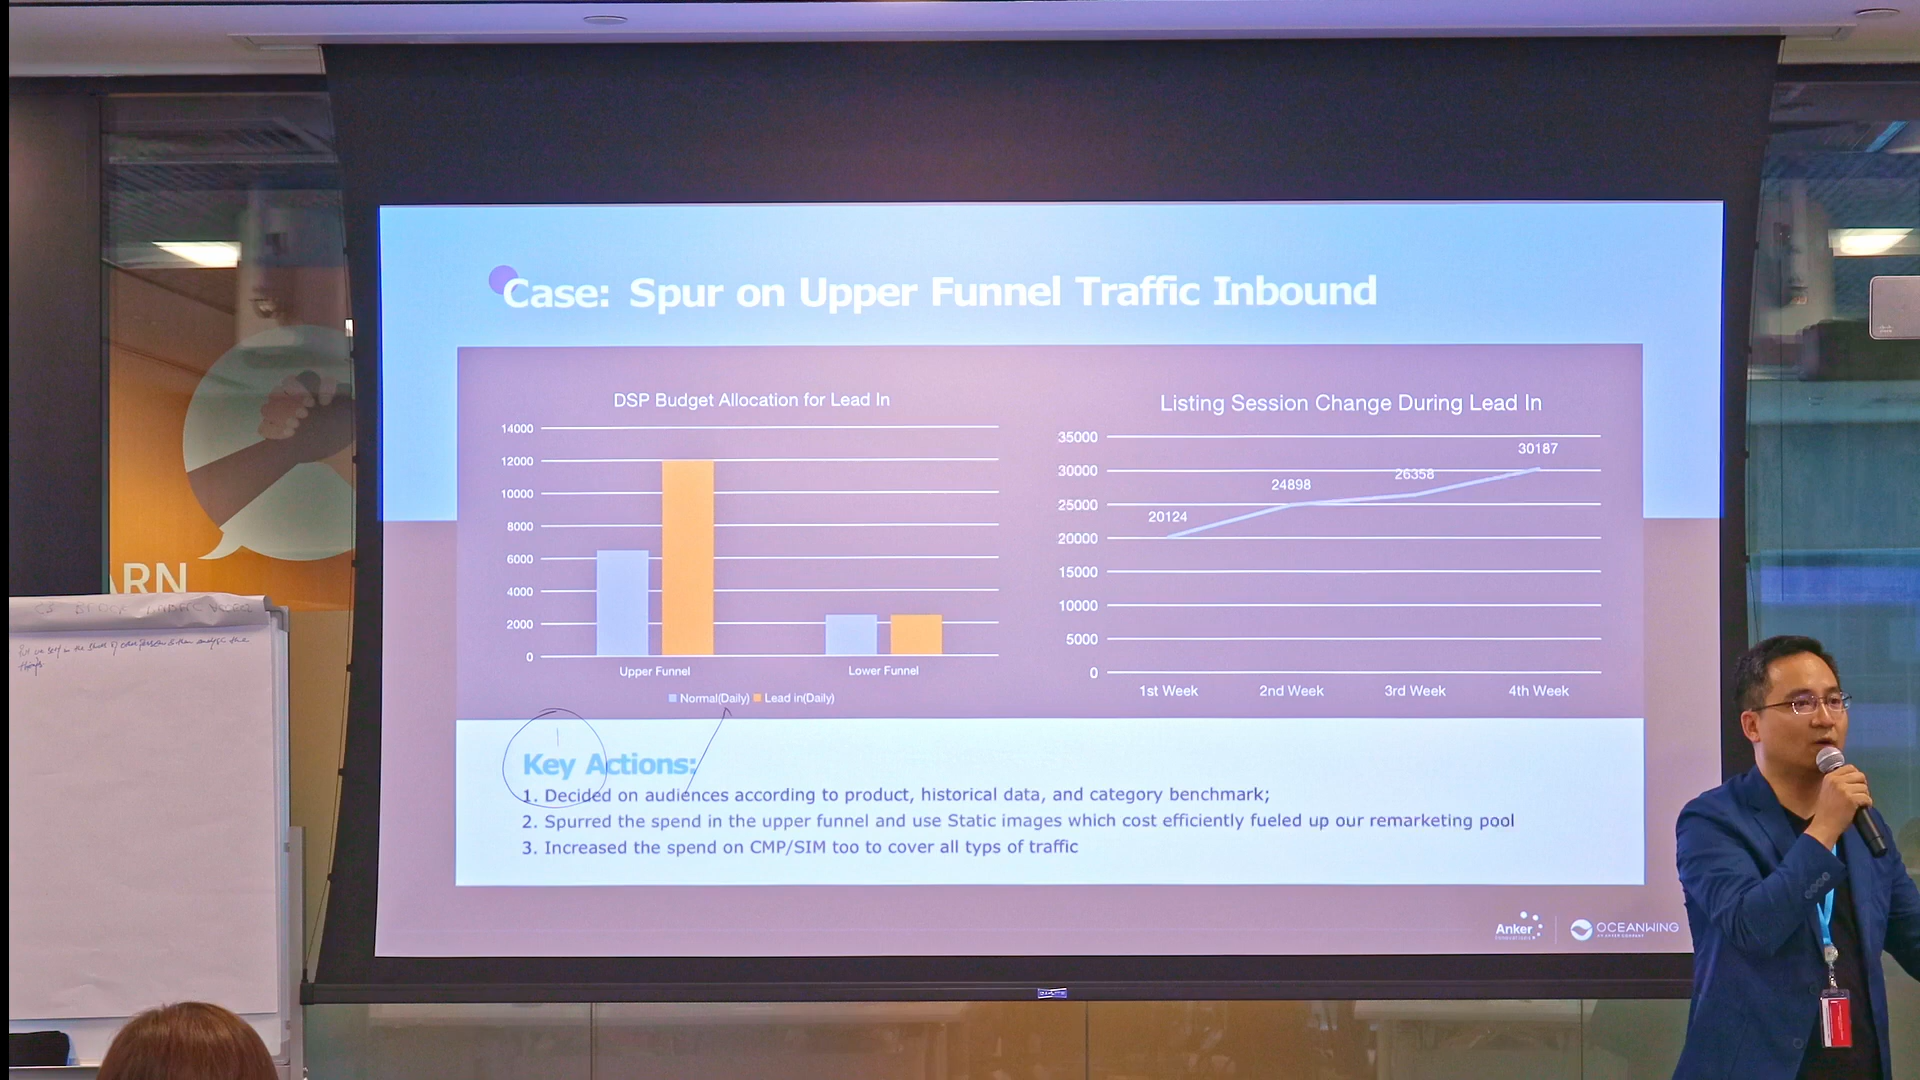 Case: Spur on Upper Funnel Traffic Inbound
DSP Budget Allocation for Lead In
14000
12000
10000
8000
6000
4000
2000
0
Upper Funnel
Lower Funnel
Normal(Daily)
Lead in(Daily)
Listing Session Change During Lead In
35000
30000
25000
20000
15000
10000
5000
0
20124
24898
26358
30187
1st Week
2nd Week
3rd Week
4th Week
Key Actions:
1. Decided on audiences according to product, historical data, and category benchmark;
2. Spurred the spend in the upper funnel and use Static images which cost efficiently fueled up our remarketing pool
3. Increased the spend on CMP/SIM too to cover all typs of traffic
Anker
OCEANWING
ARN